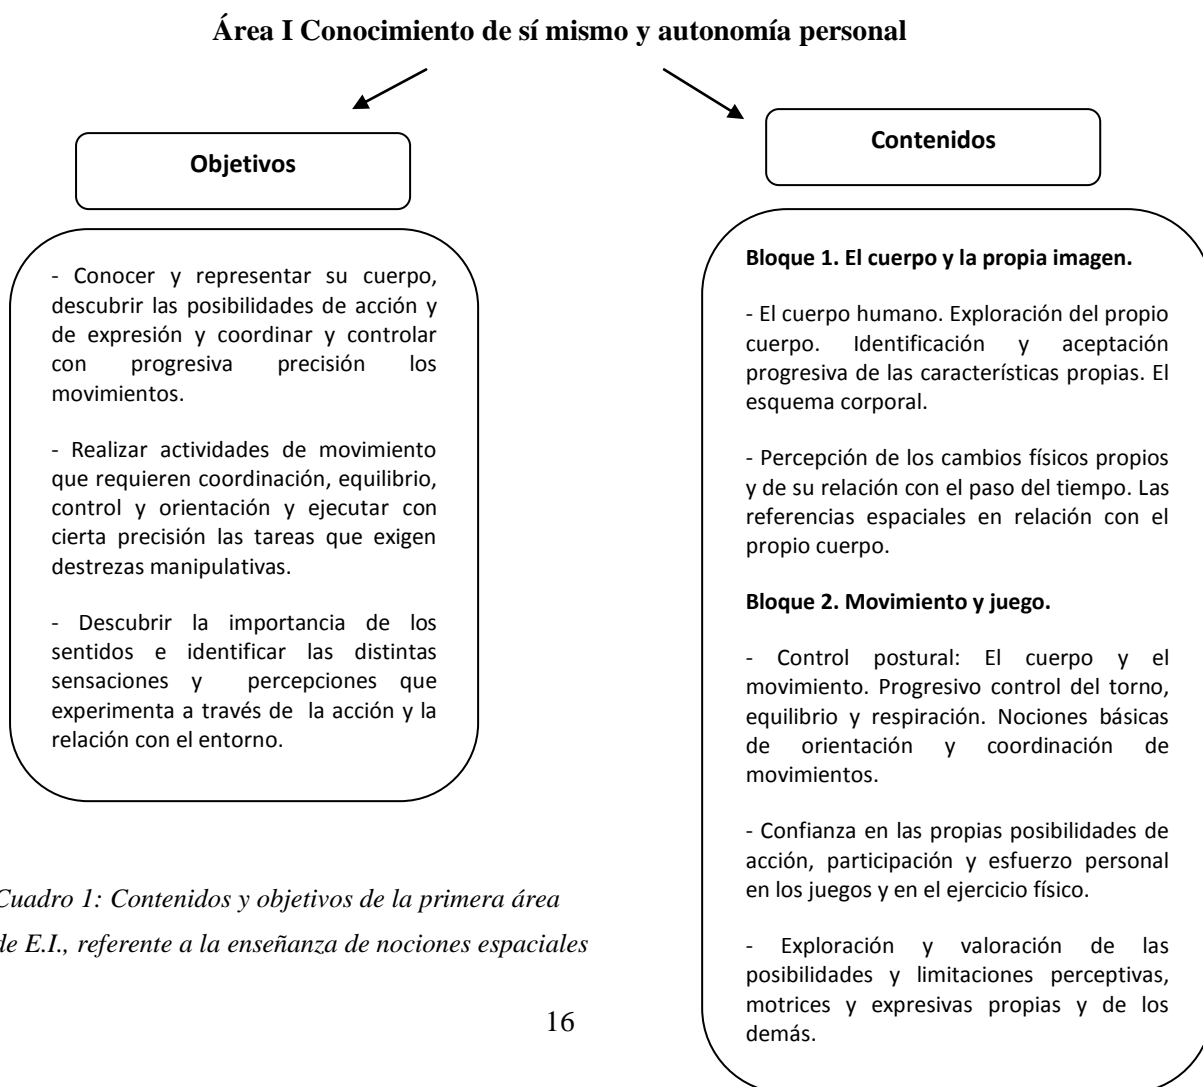 Área I Conocimiento de sí mismo y autonomía personal
Objetivos
- Conocer y representar su cuerpo,
descubrir las posibilidades de acción y
de expresión y coordinar y controlar
con progresiva precisión los
movimientos.
- Realizar actividades de movimiento
que requieren coordinación, equilibrio,
control y orientación y ejecutar con
cierta precisión las tareas que exigen
destrezas manipulativas.
- Descubrir la importancia de los
sentidos e identificar las distintas
sensaciones y percepciones que
experimenta a través de la acción y la
relación con el entorno.
Contenidos
Bloque 1. El cuerpo y la propia imagen.
- El cuerpo humano. Exploración del propio
cuerpo. Identificación y aceptación
progresiva de las características propias. El
esquema corporal.
- Percepción de los cambios físicos propios
y de su relación con el paso del tiempo. Las
referencias espaciales en relación con el
propio cuerpo.
Bloque 2. Movimiento y juego.
- Control postural: El cuerpo y el
movimiento. Progresivo control del torno,
equilibrio y respiración. Nociones básicas
de orientación y coordinación de
movimientos.
- Confianza en las propias posibilidades de
acción, participación y esfuerzo personal
en los juegos y en el ejercicio físico.
- Exploración y valoración de las
posibilidades y limitaciones perceptivas,
motrices y expresivas propias y de los
demás.
Cuadro 1: Contenidos y objetivos de la primera área
de E.I., referente a la enseñanza de nociones espaciales
16